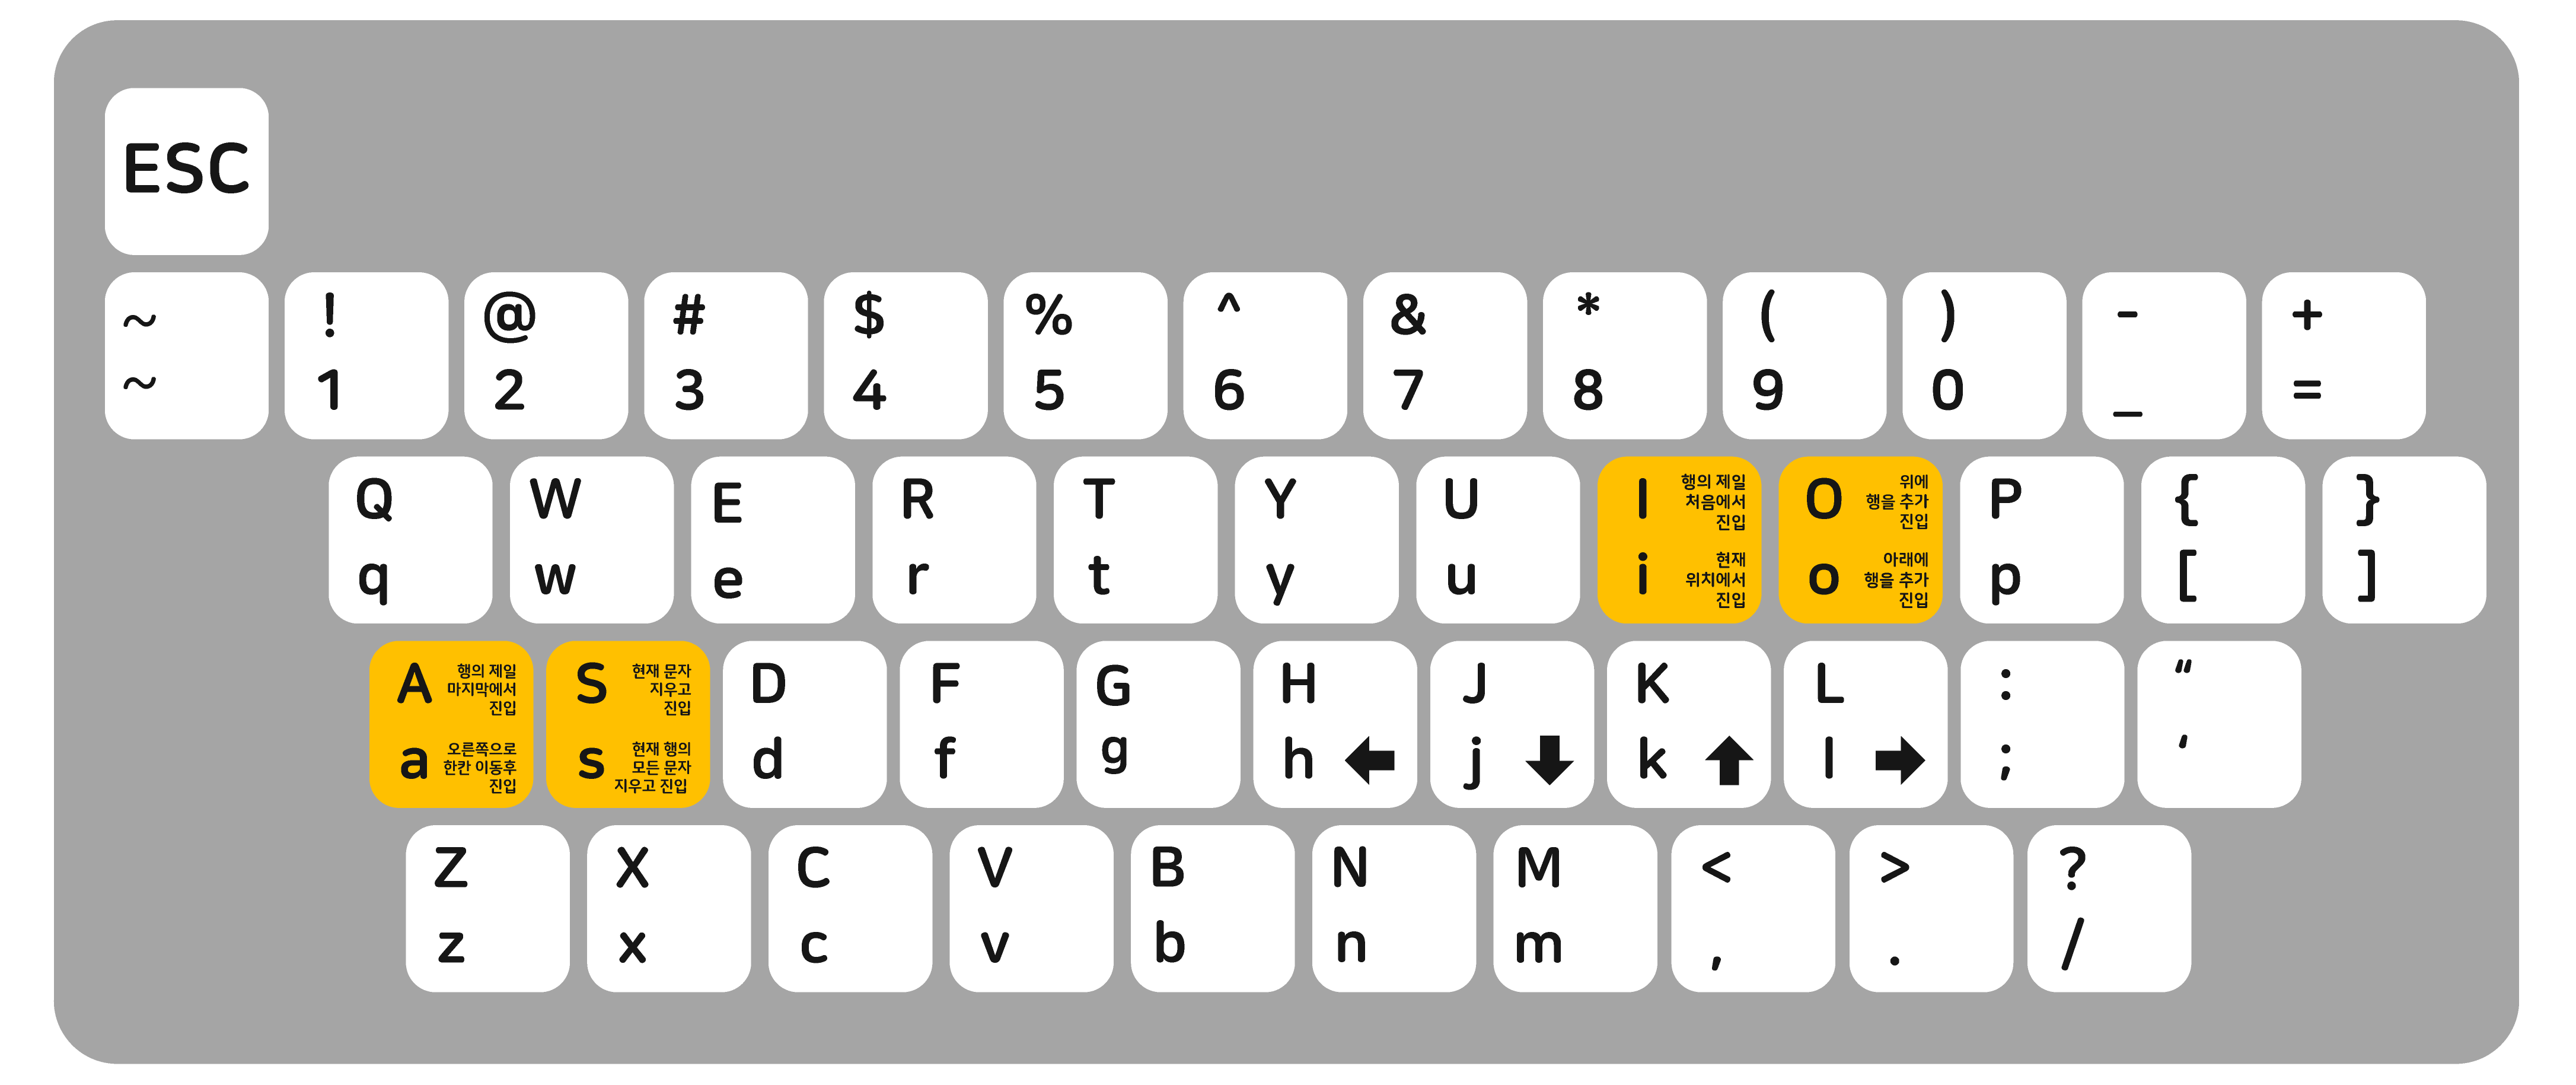 ESC
~ ! @ # $ % ^ & * ( ) - +
~ 1 2 3 4 5 6 7 8 9 0 _ =
Q W E R T Y U I 행의 제일 처음에서 진입 O 위에 행을 추가 진입 P { }
q w e r t y u i 현재 위치에서 진입 o 아래에 행을 추가 진입 p [ ]
A 행의 제일 마지막에서 진입 S 현재 문자 지우고 진입 D F G H J K L : “
a 오른쪽으로 한칸 이동후 진입 s 현재 행의 모든 문자 지우고 진입 d f g h j k l ; ‘
Z X C V B N M < > ?
z x c v b n m , . /